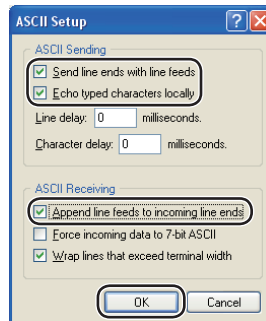 ASCII Setup
ASCII Sending
Send line ends with line feeds
Echo typed characters locally
Line delay: 0 milliseconds.
Character delay: 0 milliseconds.
ASCII Receiving
Append line feeds to incoming line ends
Force incoming data to 7-bit ASCII
Wrap lines that exceed terminal width
OK Cancel